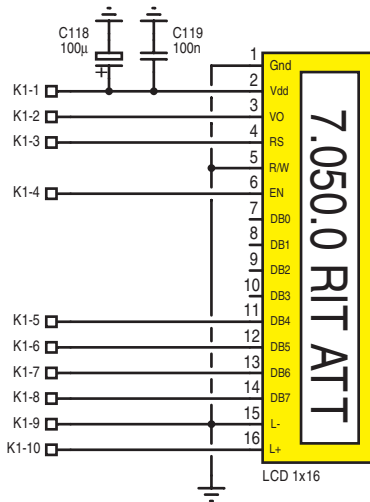 C118
100µ
C119
100n
+
K1-1
K1-2
K1-3
K1-4
K1-5
K1-6
K1-7
K1-8
K1-9
K1-10
1 Gnd
2 Vdd
3 VO
4 RS
5 R/W
6 EN
7 DB0
8 DB1
9 DB2
10 DB3
11 DB4
12 DB5
13 DB6
14 DB7
15 L-
16 L+
7.050.0 RIT ATT
LCD 1x16